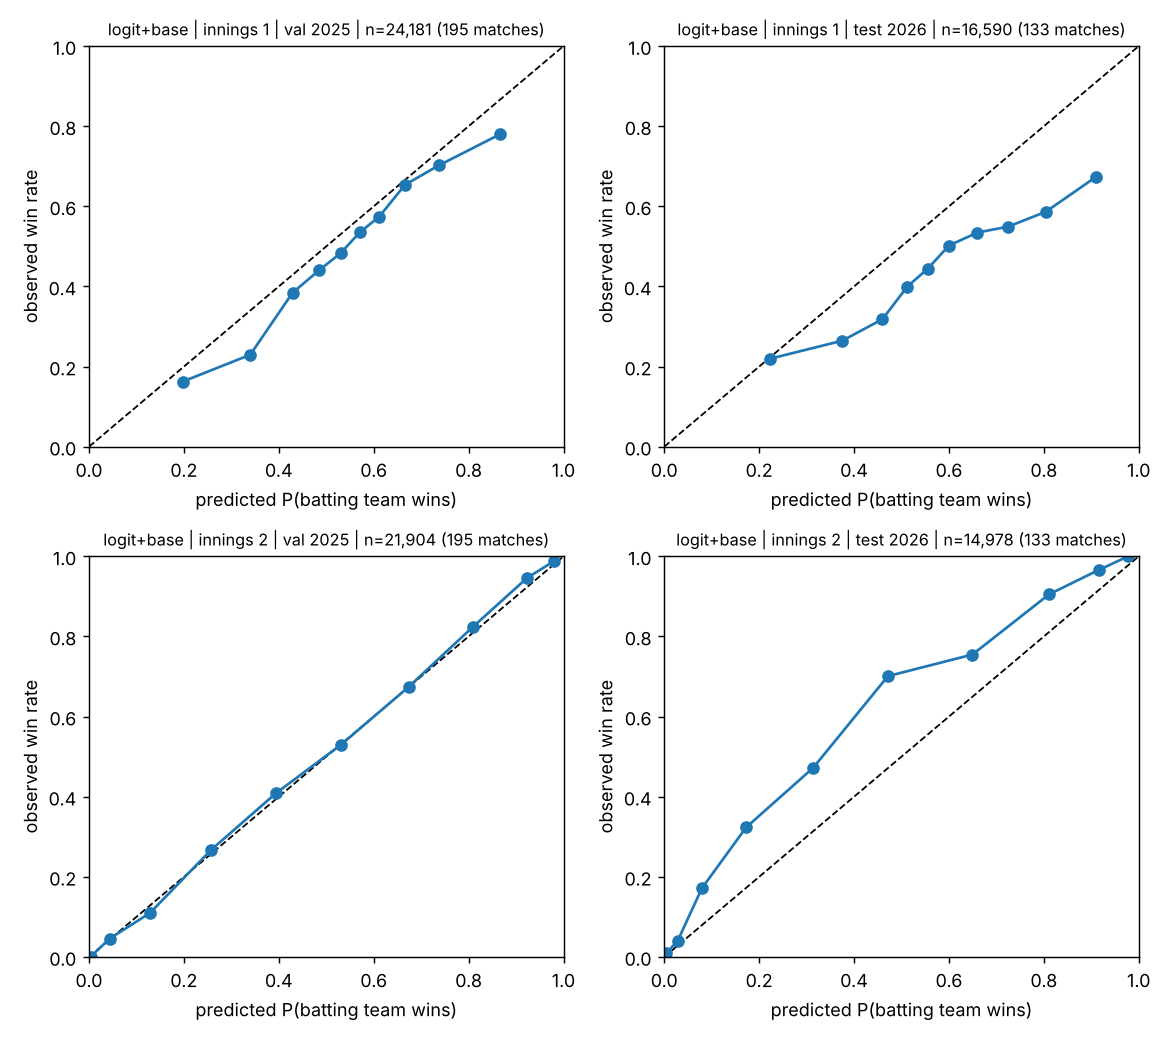 logit+base | innings 1 | val 2025 | n=24,181 (195 matches)
1.0
0.8
0.6
0.4
0.2
0.0
observed win rate
0.0 0.2 0.4 0.6 0.8 1.0
predicted P(batting team wins)
logit+base | innings 1 | test 2026 | n=16,590 (133 matches)
1.0
0.8
0.6
0.4
0.2
0.0
observed win rate
0.0 0.2 0.4 0.6 0.8 1.0
predicted P(batting team wins)
logit+base | innings 2 | val 2025 | n=21,904 (195 matches)
1.0
0.8
0.6
0.4
0.2
0.0
observed win rate
0.0 0.2 0.4 0.6 0.8 1.0
predicted P(batting team wins)
logit+base | innings 2 | test 2026 | n=14,978 (133 matches)
1.0
0.8
0.6
0.4
0.2
0.0
observed win rate
0.0 0.2 0.4 0.6 0.8 1.0
predicted P(batting team wins)